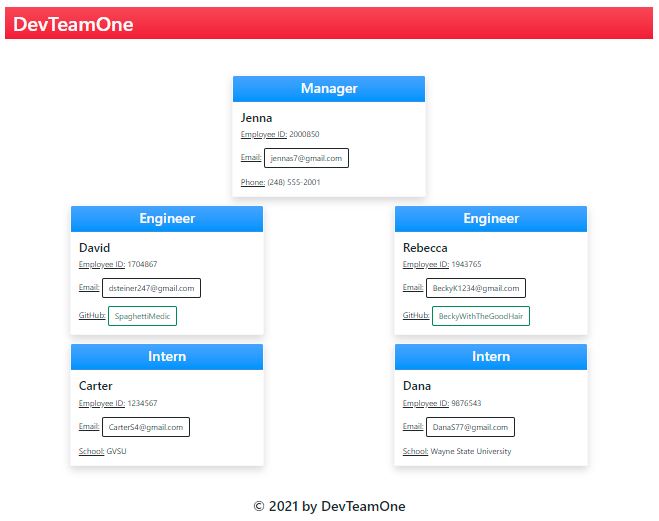 DevTeamOne
Manager
Jenna
Employee ID: 2000850
Email: jennas7@gmail.com
Phone: (248) 555-2001
Engineer
David
Employee ID: 1704867
Email: dsteiner247@gmail.com
GitHub: SpaghettiMedic
Engineer
Rebecca
Employee ID: 1943765
Email: BeckyK1234@gmail.com
GitHub: BeckyWithTheGoodHair
Intern
Carter
Employee ID: 1234567
Email: CarterS4@gmail.com
School: GVSU
Intern
Dana
Employee ID: 9876543
Email: DanaS77@gmail.com
School: Wayne State University
© 2021 by DevTeamOne